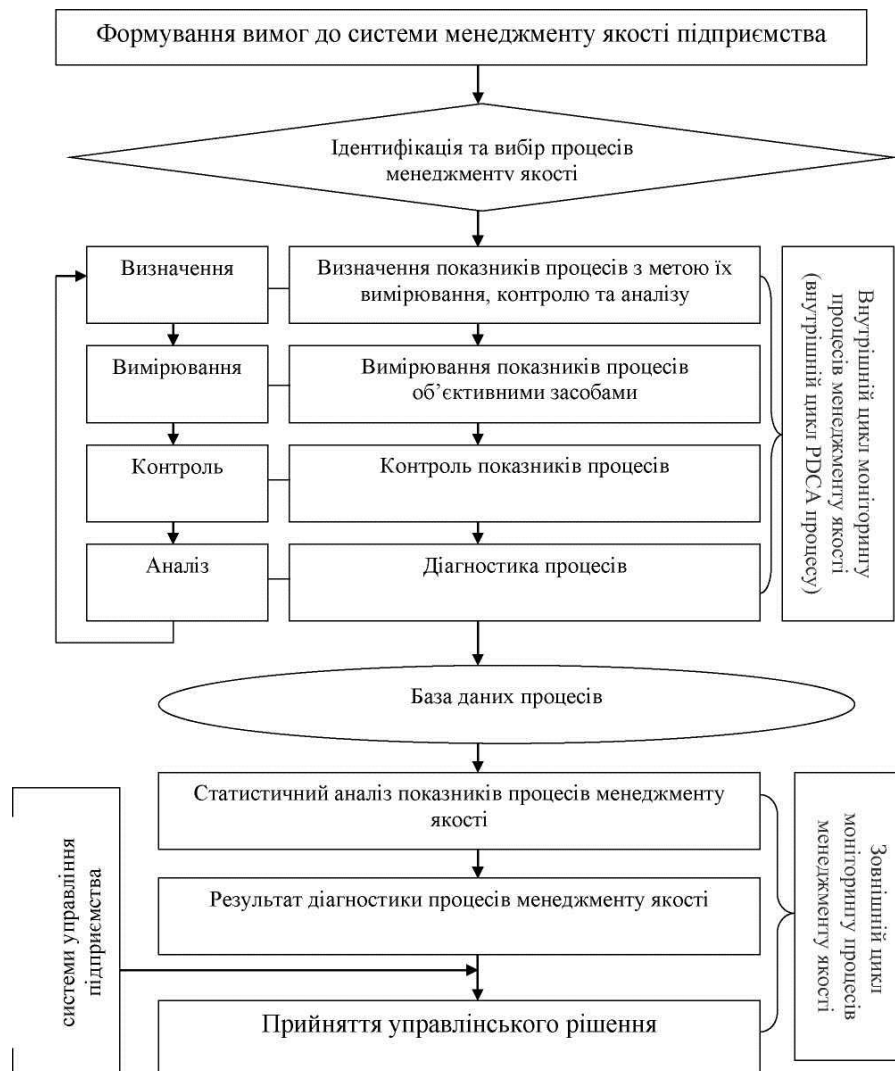 Формування вимог до системи менеджменту якості підприємства
Ідентифікація та вибір процесів
менеджменту якості
Визначення
Визначення показників процесів з метою їх
вимірювання, контролю та аналізу
Вимірювання
Вимірювання показників процесів
об’єктивними засобами
Контроль
Контроль показників процесів
Аналіз
Діагностика процесів
Внутрішній цикл моніторингу
процесів менеджменту якості
(внутрішній цикл PDCA процесу)
База даних процесів
Статистичний аналіз показників процесів менеджменту
якості
Результат діагностики процесів менеджменту якості
Прийняття управлінського рішення
системи управління
підприємства
Зовнішній цикл
моніторингу процесів
менеджменту якості